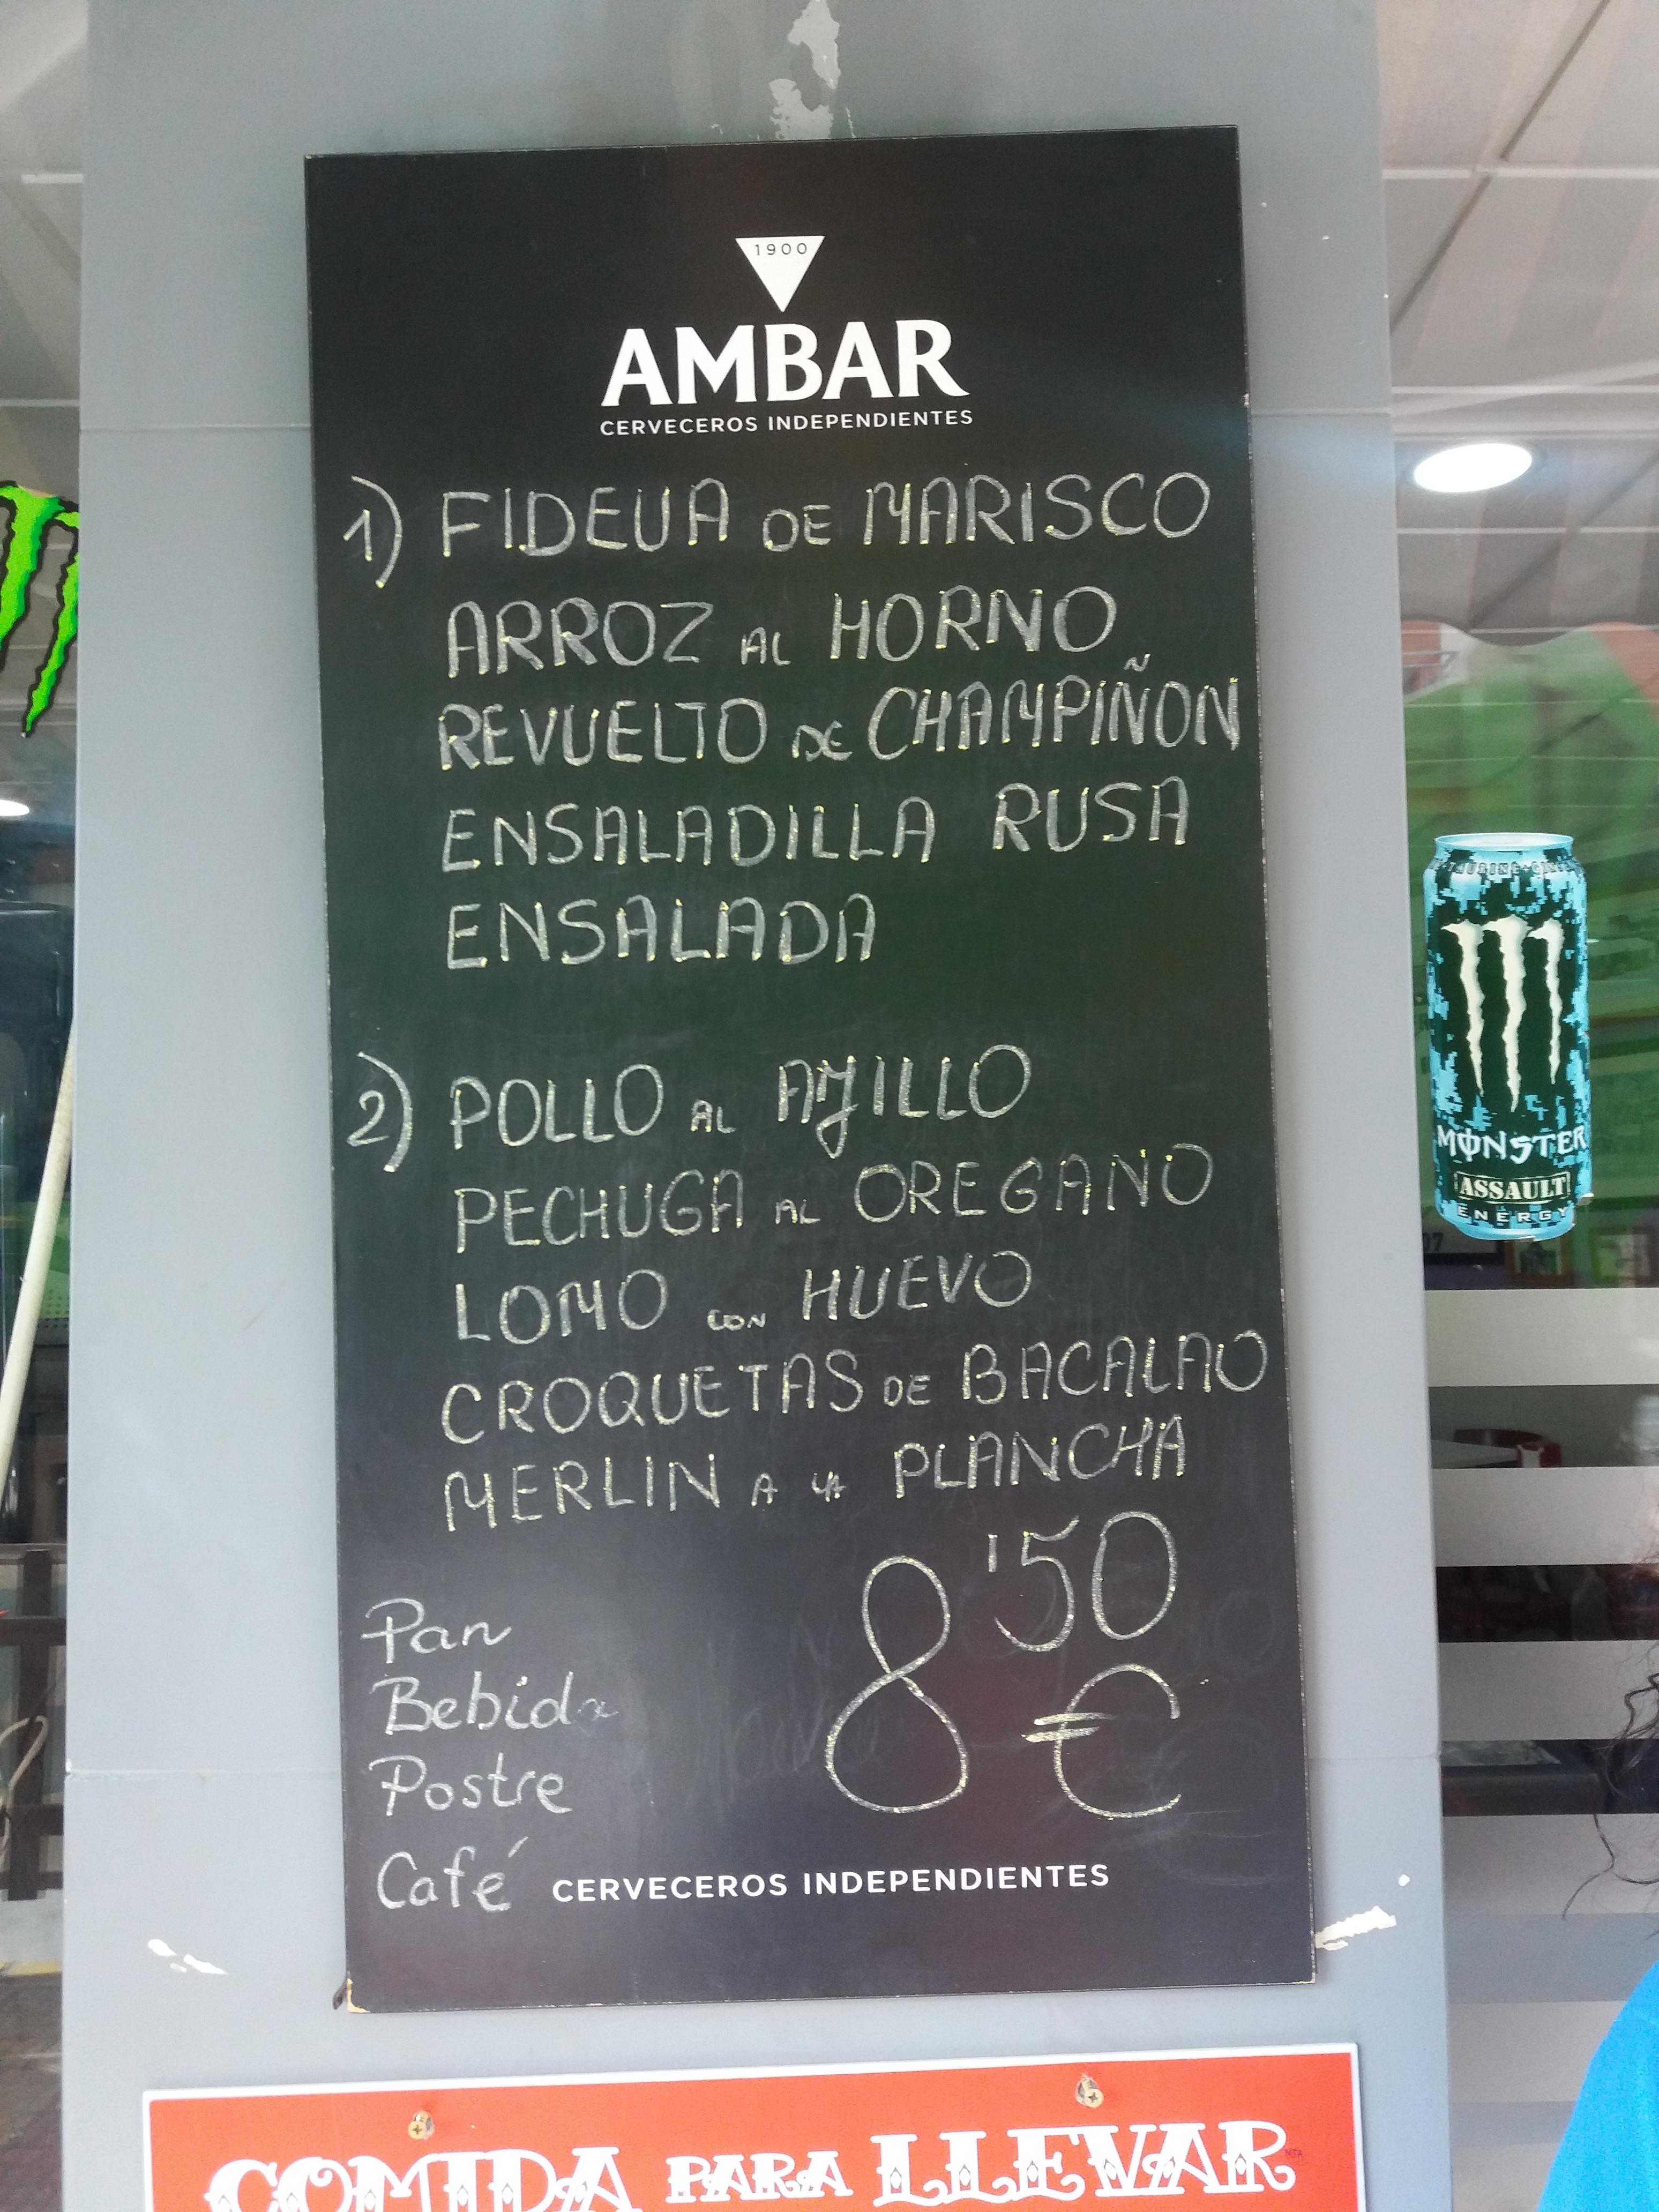 1900
AMBAR
CERVECEROS INDEPENDIENTES
1) FIDEUA DE MARISCO
ARROZ AL HORNO
REVUELTO DE CHAMPIÑON
ENSALADILLA RUSA
ENSALADA
2) POLLO AL AJILLO
PECHUGA AL OREGANO
LOMO CON HUEVO
CROQUETAS DE BACALAO
MERLIN A LA PLANCHA
8'50
€
Pan
Bebida
Postre
Café
CERVECEROS INDEPENDIENTES
COMIDA PARA LLEVAR
MONSTER
ASSAULT
ENERGY